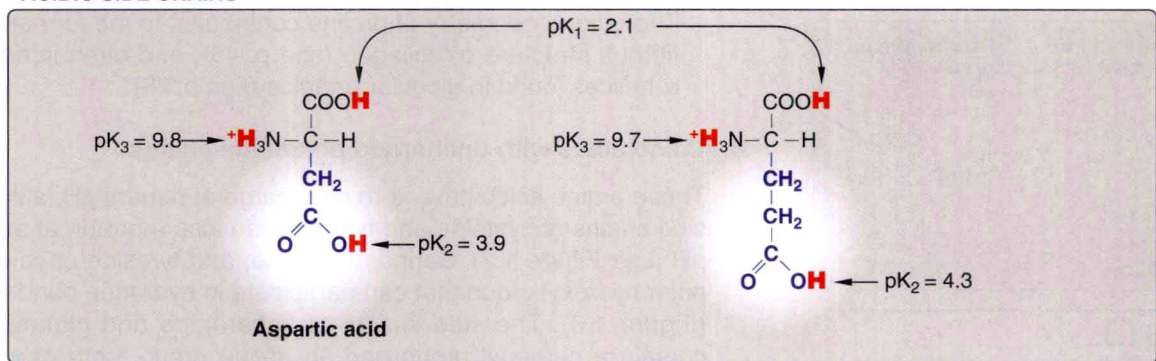 pK₁ = 2.1
COOH COOH
pK₃ = 9.8 ⁺H₃N C H pK₃ = 9.7 ⁺H₃N C H
CH₂ CH₂
C CH₂
O OH pK₂ = 3.9 C
O OH pK₂ = 4.3
Aspartic acid